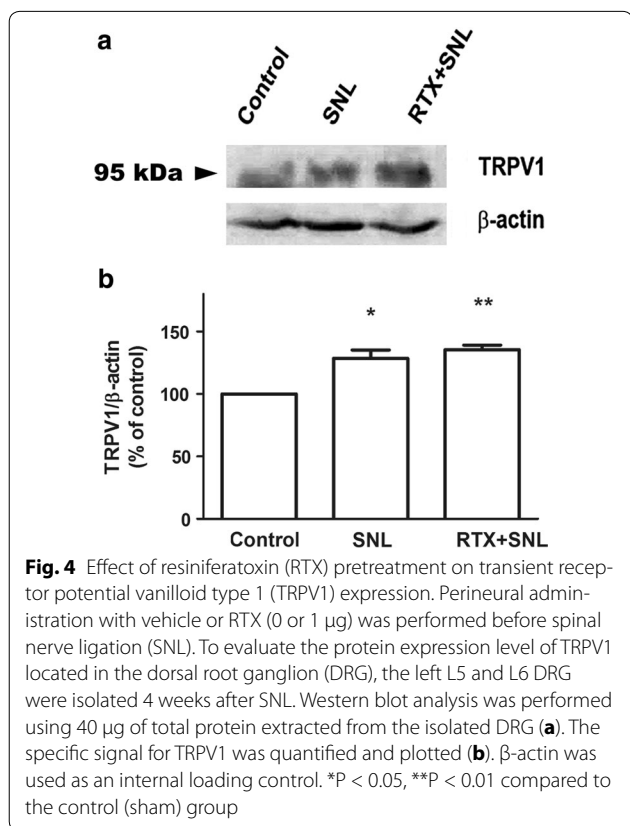 a
Control SNL RTX+SNL
95 kDa ► TRPV1
β-actin
b
TRPV1/β-actin
(% of control)
150
100
50
0
* **
Control SNL RTX+SNL
Fig. 4 Effect of resiniferatoxin (RTX) pretreatment on transient recep-
tor potential vanilloid type 1 (TRPV1) expression. Perineural admin-
istration with vehicle or RTX (0 or 1 µg) was performed before spinal
nerve ligation (SNL). To evaluate the protein expression level of TRPV1
located in the dorsal root ganglion (DRG), the left L5 and L6 DRG
were isolated 4 weeks after SNL. Western blot analysis was performed
using 40 µg of total protein extracted from the isolated DRG (a). The
specific signal for TRPV1 was quantified and plotted (b). β-actin was
used as an internal loading control. *P < 0.05, **P < 0.01 compared to
the control (sham) group